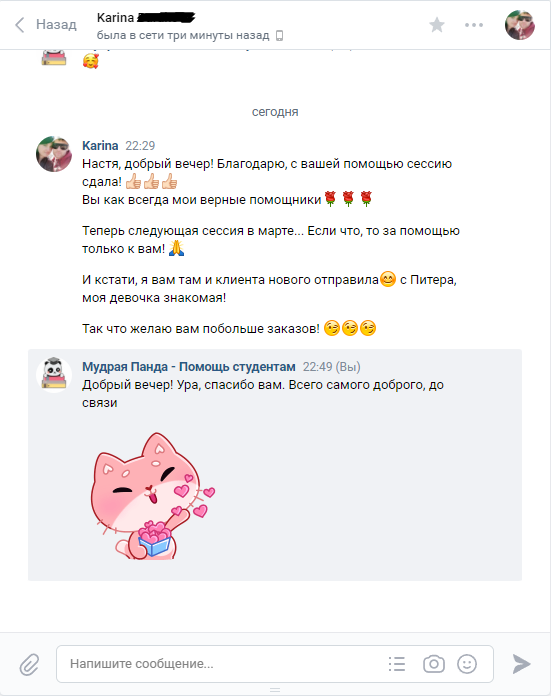 Назад
Karina
была в сети три минуты назад
сегодня
Karina 22:29
Настя, добрый вечер! Благодарю, с вашей помощью сессию
сдала! 👍🏻👍🏻👍🏻
Вы как всегда мои верные помощники🌹🌹🌹
Теперь следующая сессия в марте... Если что, то за помощью
только к вам! 🙏
И кстати, я вам там и клиента нового отправила😊 с Питера,
моя девочка знакомая!
Так что желаю вам побольше заказов! 😉😉😉
Мудрая Панда - Помощь студентам 22:49 (Вы)
Добрый вечер! Ура, спасибо вам. Всего самого доброго, до
связи
Напишите сообщение...